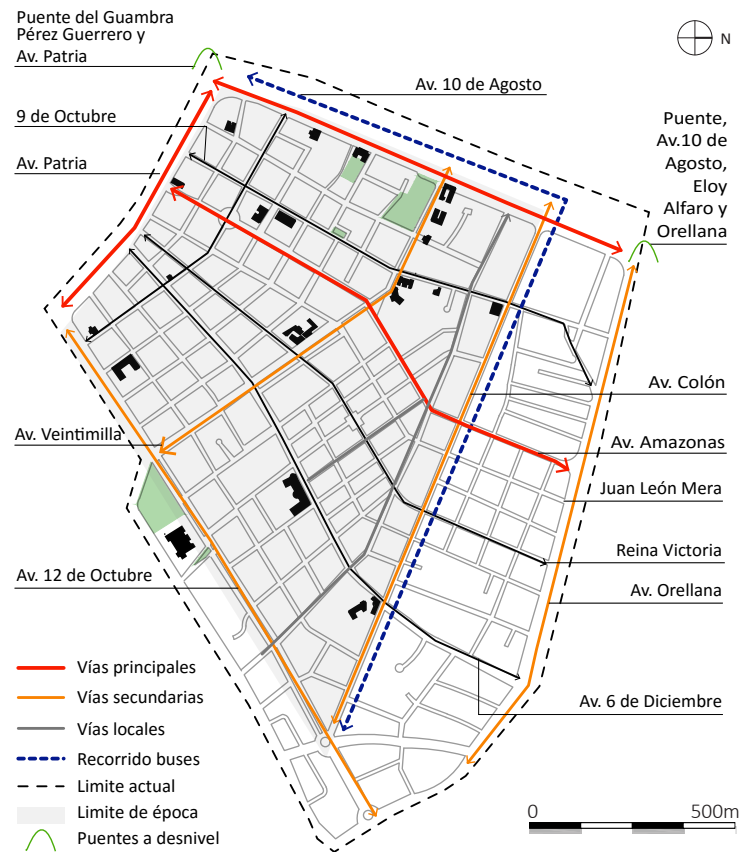 Puente del Guambra
Pérez Guerrero y
Av. Patria
N
Av. 10 de Agosto
9 de Octubre
Av. Patria
Puente,
Av.10 de
Agosto,
Eloy
Alfaro y
Orellana
Av. Colón
Av. Veintimilla
Av. Amazonas
Juan León Mera
Reina Victoria
Av. 12 de Octubre
Av. Orellana
Av. 6 de Diciembre
Vías principales
Vías secundarias
Vías locales
Recorrido buses
Limite actual
Limite de época
Puentes a desnivel
0 500m